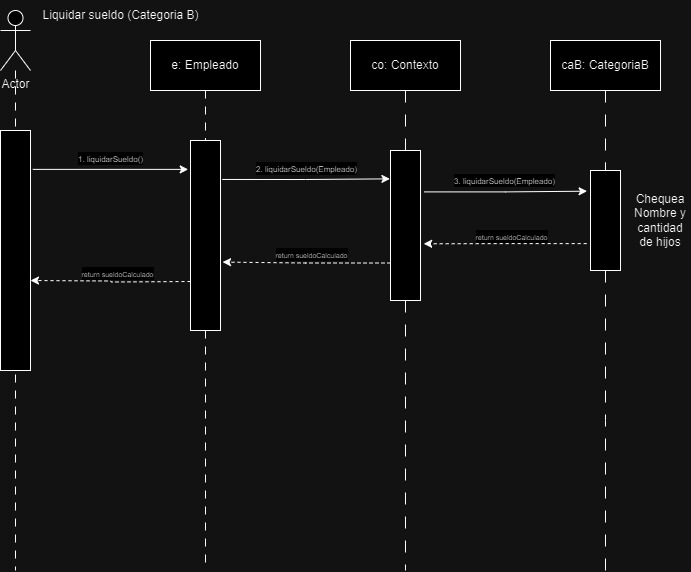 Liquidar sueldo (Categoria B)
Actor
e: Empleado
co: Contexto
caB: CategoriaB
1. liquidarSueldo()
2. liquidarSueldo(Empleado)
3. liquidarSueldo(Empleado)
Chequea
Nombre y
cantidad
de hijos
return sueldoCalculado
return sueldoCalculado
return sueldoCalculado